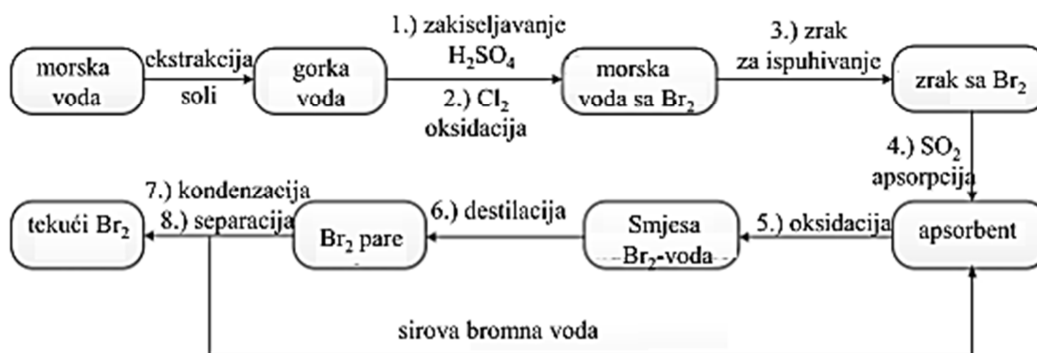 morska
voda
ekstrakcija
soli
gorka
voda
1.) zakiseljavanje
H₂SO₄
2.) Cl₂
oksidacija
morska
voda sa Br₂
3.) zrak
za ispuhivanje
zrak sa Br₂
4.) SO₂
apsorpcija
apsorbent
5.) oksidacija
Smjesa
Br₂-voda
6.) destilacija
Br₂ pare
7.) kondenzacija
8.) separacija
tekući Br₂
sirova bromna voda